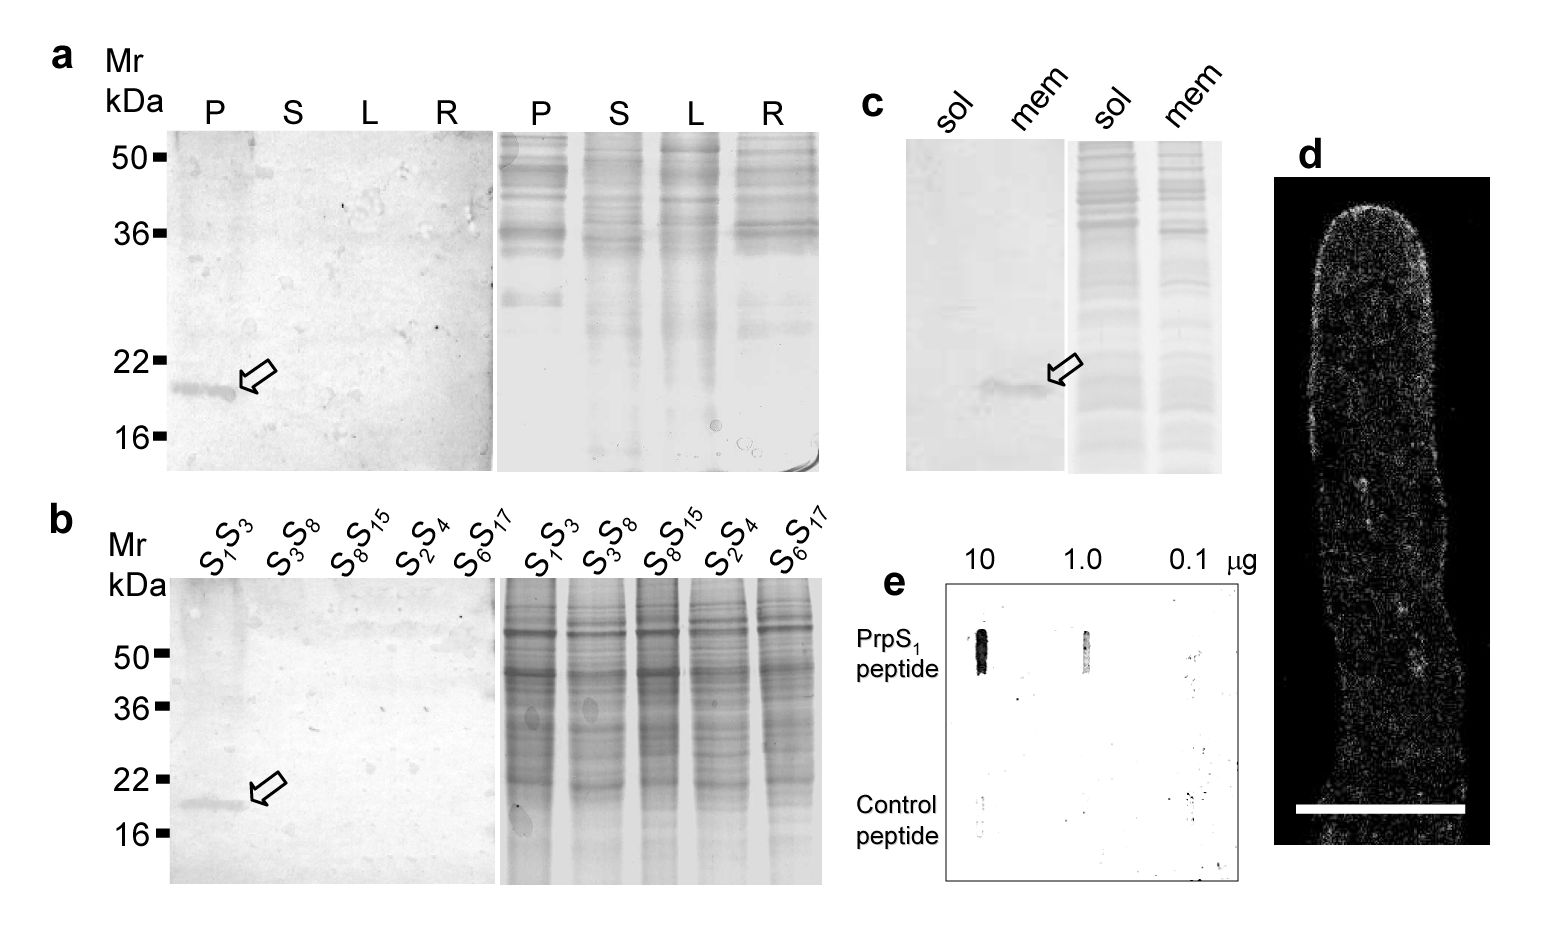 a
Mr
kDa
P S L R P S L R
50
36
22
16
b
Mr
kDa
S1S3 S3S8 S8S15 S2S4 S6S17 S1S3 S3S8 S8S15 S2S4 S6S17
50
36
22
16
c
sol mem sol mem
d
e
10 1.0 0.1 μg
PrpS1
peptide
Control
peptide